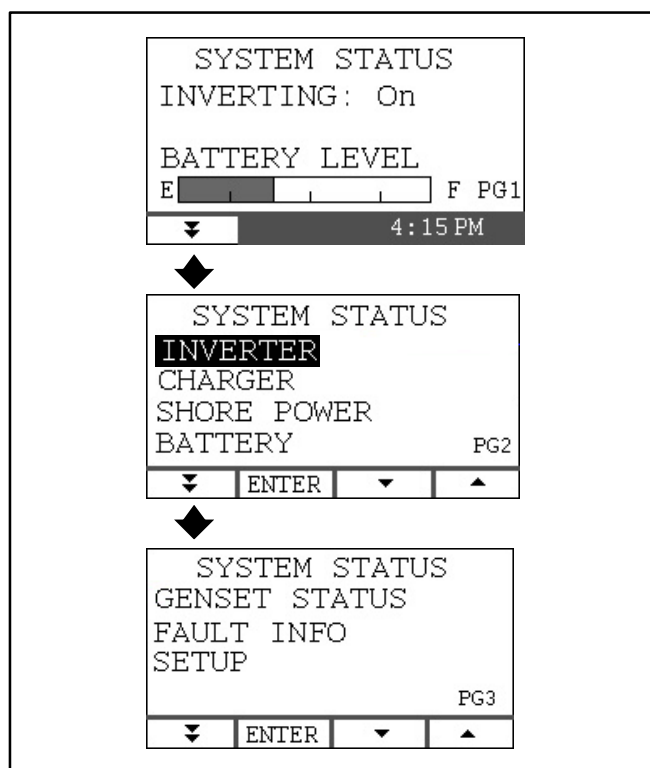 SYSTEM STATUS
INVERTING: On
BATTERY LEVEL
E F PG1
4:15 PM
SYSTEM STATUS
INVERTER
CHARGER
SHORE POWER
BATTERY PG2
ENTER
SYSTEM STATUS
GENSET STATUS
FAULT INFO
SETUP
PG3
ENTER